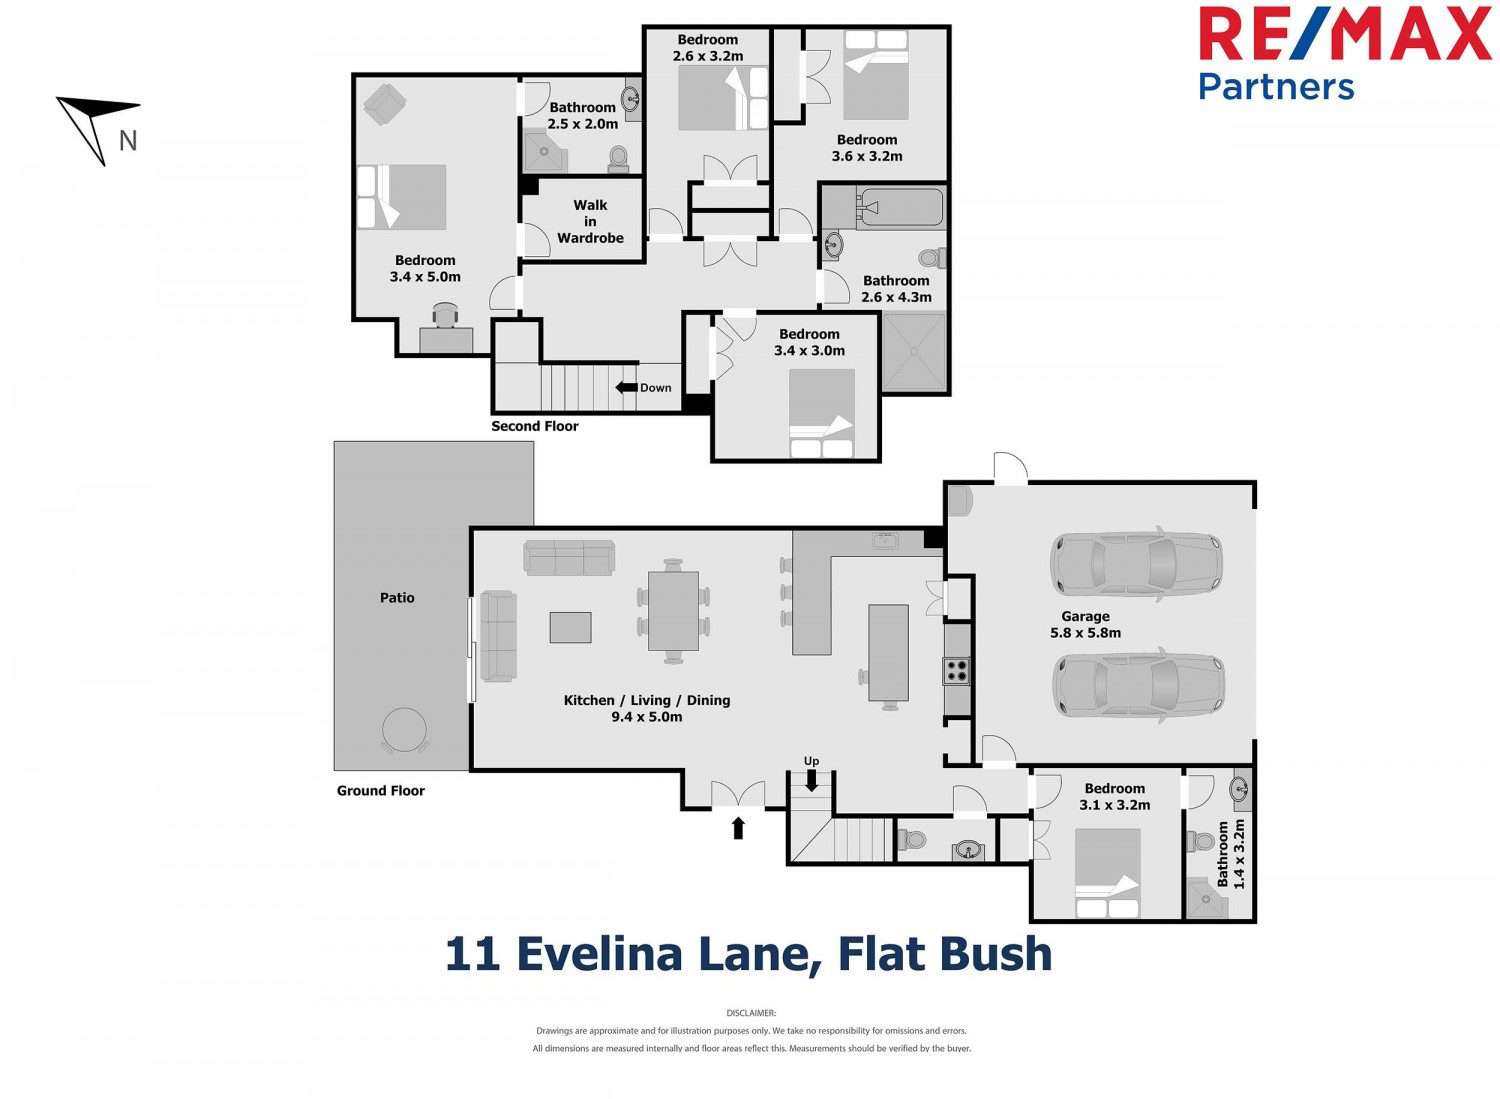 RE/MAX
Partners
N
Bedroom
2.6 x 3.2m
Bathroom
2.5 x 2.0m
Bedroom
3.6 x 3.2m
Walk
in
Wardrobe
Bedroom
3.4 x 5.0m
Bathroom
2.6 x 4.3m
Bedroom
3.4 x 3.0m
Down
Second Floor
Patio
Garage
5.8 x 5.8m
Kitchen / Living / Dining
9.4 x 5.0m
Up
Ground Floor
Bedroom
3.1 x 3.2m
Bathroom
1.4 x 3.2m
11 Evelina Lane, Flat Bush
DISCLAIMER:
Drawings are approximate and for illustration purposes only. We take no responsibility for omissions and errors.
All dimensions are measured internally and floor areas reflect this. Measurements should be verified by the buyer.